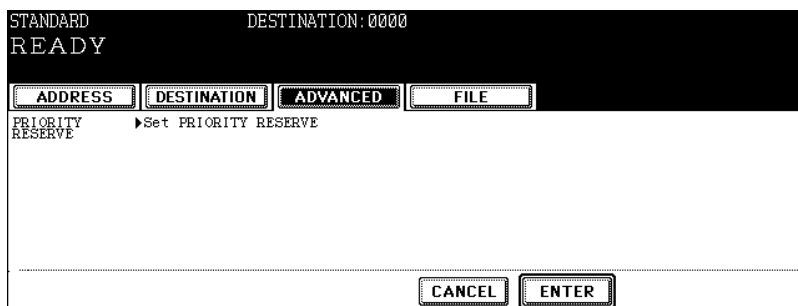 STANDARD DESTINATION:0000
READY
ADDRESS DESTINATION ADVANCED FILE
PRIORITY RESERVE ▶Set PRIORITY RESERVE
CANCEL ENTER